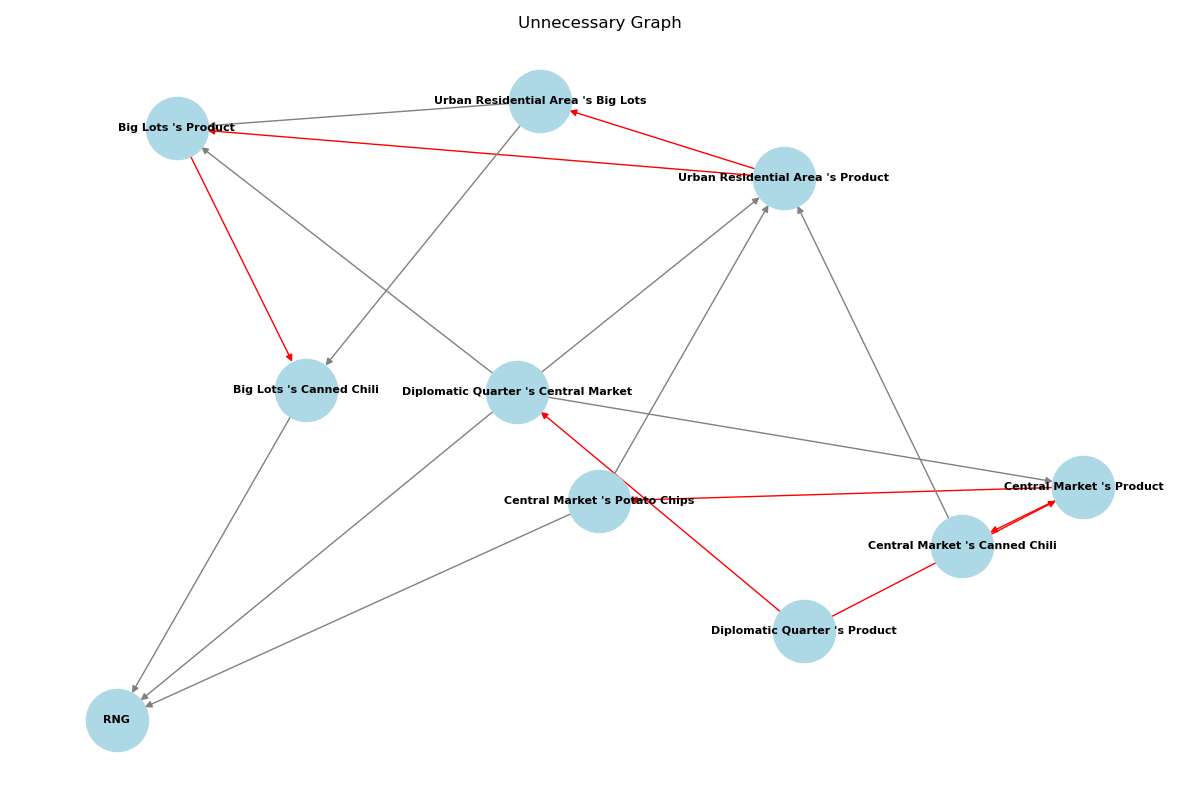 Unnecessary Graph
Urban Residential Area 's Big Lots
Big Lots 's Product
Urban Residential Area 's Product
Big Lots 's Canned Chili
Diplomatic Quarter 's Central Market
Central Market 's Product
Central Market 's Potato Chips
Central Market 's Canned Chili
Diplomatic Quarter 's Product
RNG